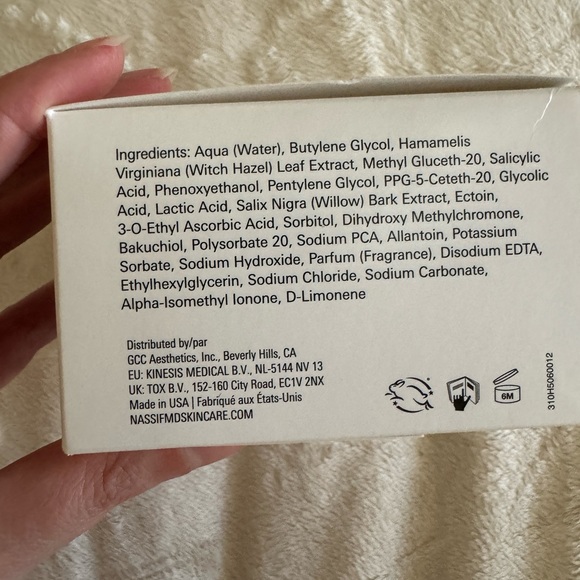 Ingredients: Aqua (Water), Butylene Glycol, Hamamelis
Virginiana (Witch Hazel) Leaf Extract, Methyl Gluceth-20, Salicylic
Acid, Phenoxyethanol, Pentylene Glycol, PPG-5-Ceteth-20, Glycolic
Acid, Lactic Acid, Salix Nigra (Willow) Bark Extract, Ectoin,
3-O-Ethyl Ascorbic Acid, Sorbitol, Dihydroxy Methylchromone,
Bakuchiol, Polysorbate 20, Sodium PCA, Allantoin, Potassium
Sorbate, Sodium Hydroxide, Parfum (Fragrance), Disodium EDTA,
Ethylhexylglycerin, Sodium Chloride, Sodium Carbonate,
Alpha-Isomethyl Ionone, D-Limonene
Distributed by/par
GCC Aesthetics, Inc., Beverly Hills, CA
EU: KINESIS MEDICAL B.V., NL-5144 NV 13
UK: TOX B.V., 152-160 City Road, EC1V 2NX
Made in USA | Fabriqué aux États-Unis
NASSIFMDSKINCARE.COM
6M
310H5060012